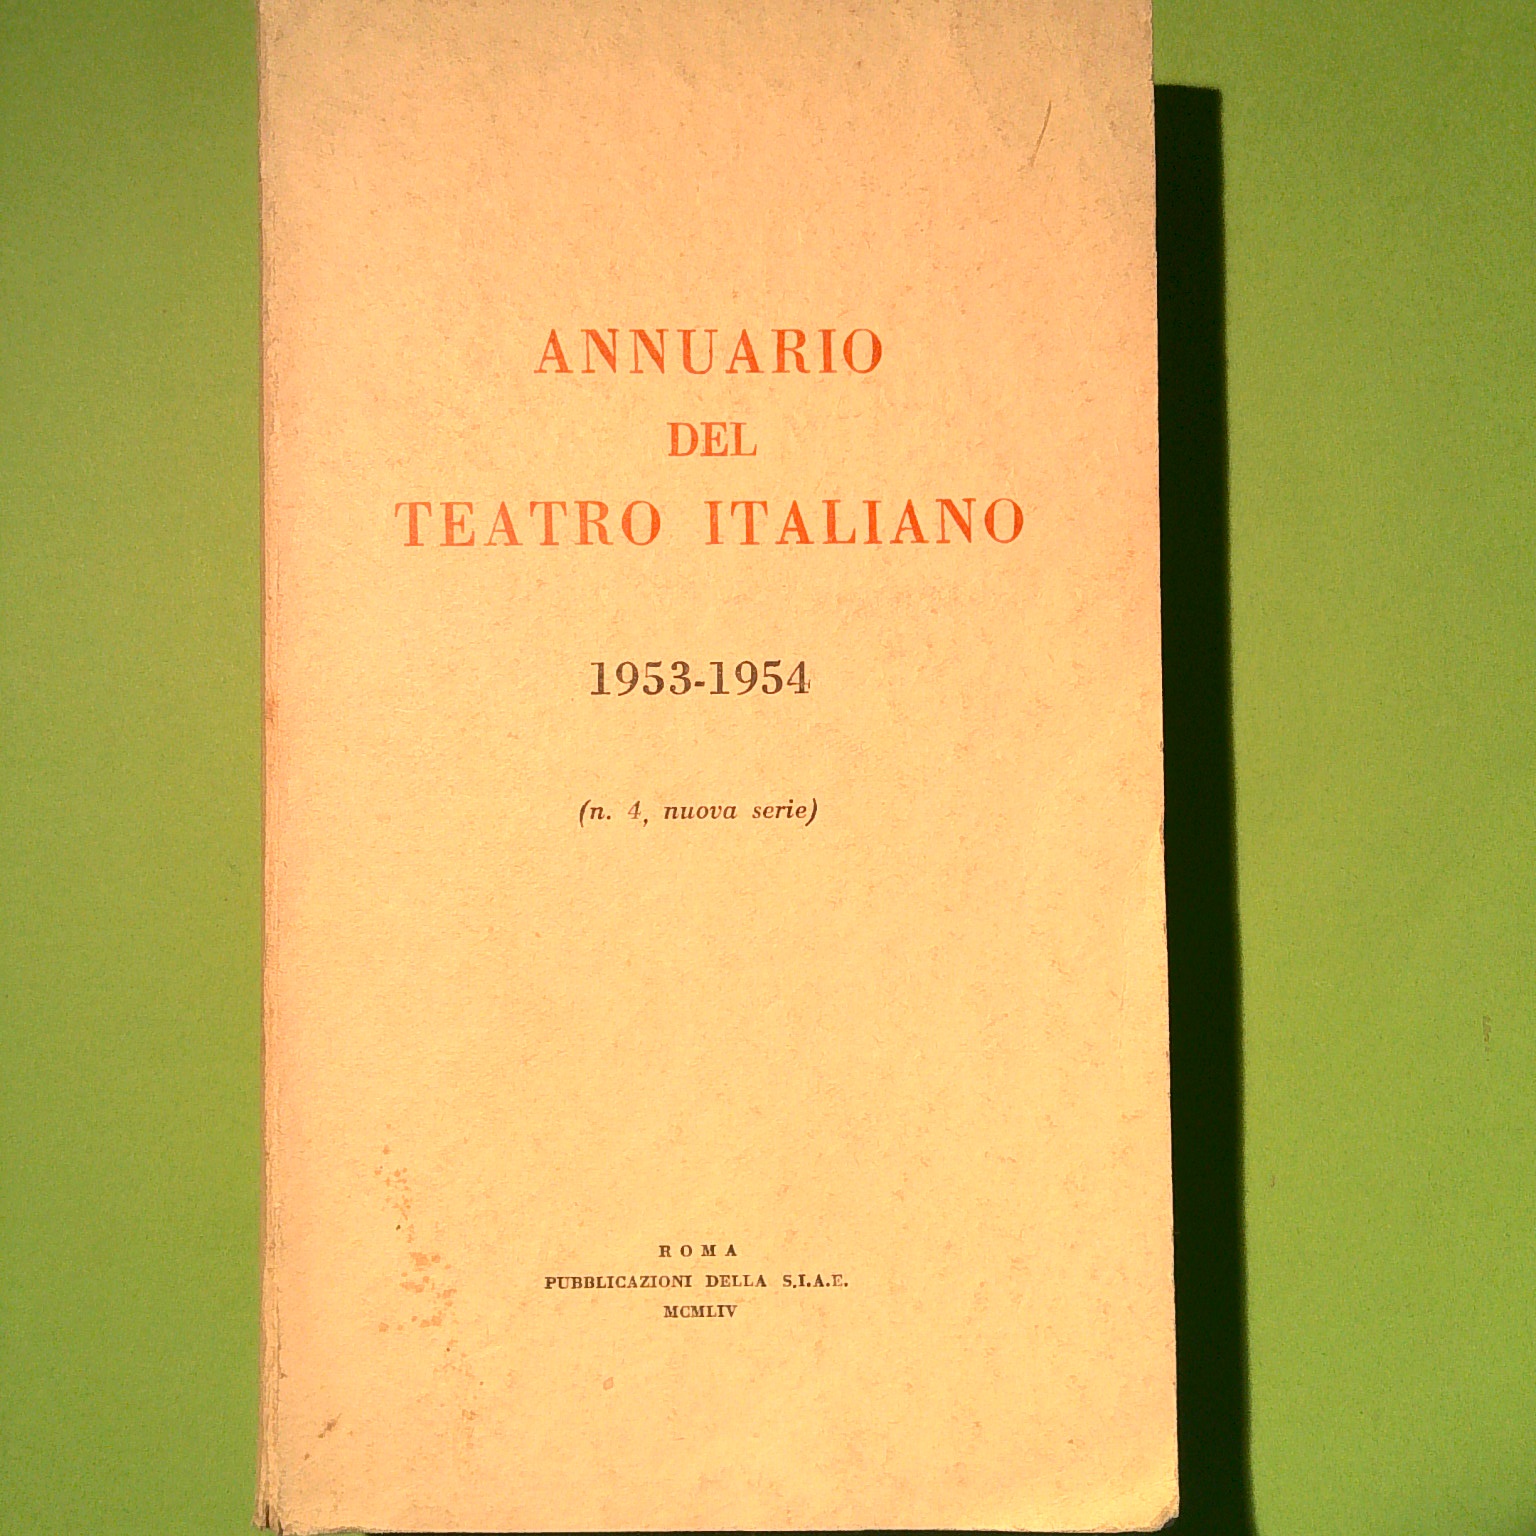 ANNUARIO
DEL
TEATRO ITALIANO
1953-1954
(n. 4, nuova serie)
ROMA
PUBBLICAZIONI DELLA S.I.A.E.
MCMLIV